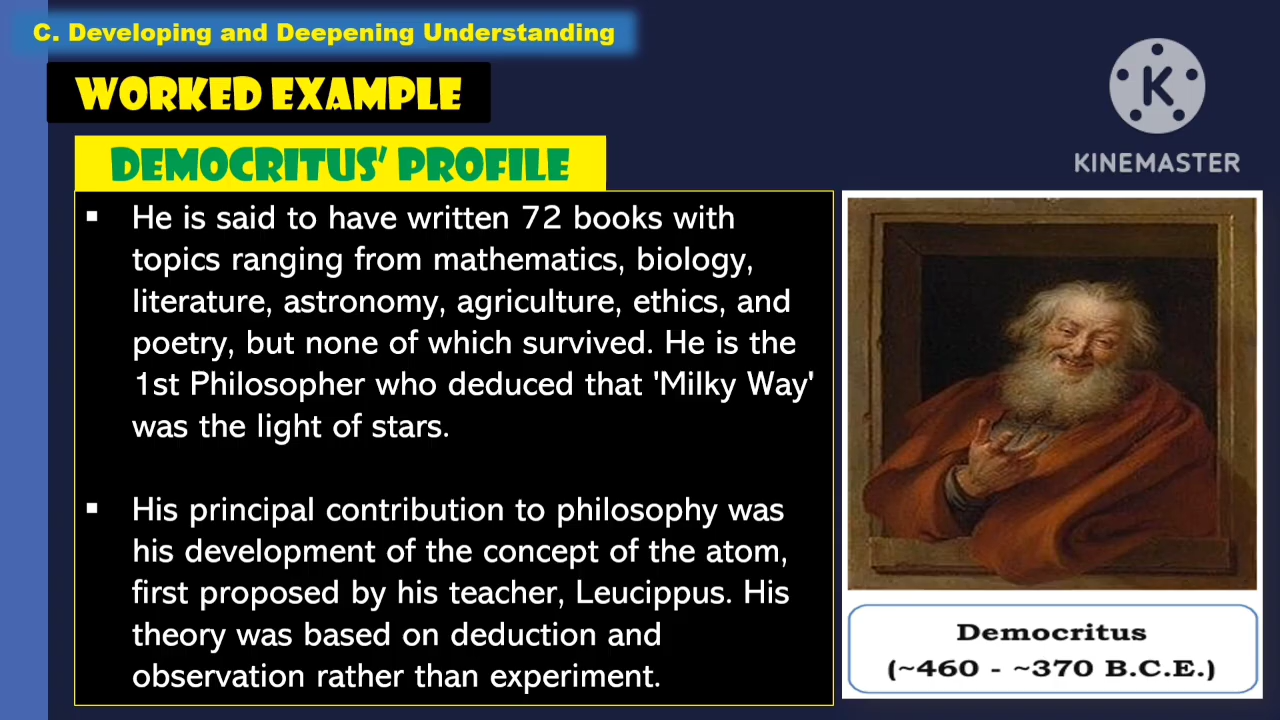 C. Developing and Deepening Understanding
WORKED EXAMPLE
K
KINEMASTER
DEMOCRITUS' PROFILE
▪ He is said to have written 72 books with
topics ranging from mathematics, biology,
literature, astronomy, agriculture, ethics, and
poetry, but none of which survived. He is the
1st Philosopher who deduced that 'Milky Way'
was the light of stars.
▪ His principal contribution to philosophy was
his development of the concept of the atom,
first proposed by his teacher, Leucippus. His
theory was based on deduction and
observation rather than experiment.
Democritus
(~460 - ~370 B.C.E.)